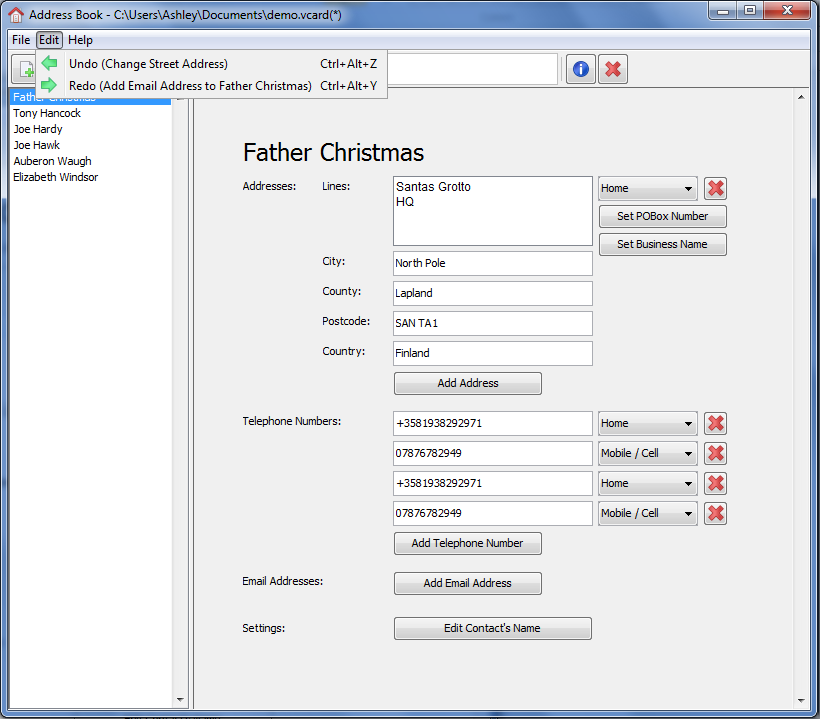 Address Book - C:\Users\Ashley\Documents\demo.vcard(*)
File Edit Help
Undo (Change Street Address) Ctrl+Alt+Z
Redo (Add Email Address to Father Christmas) Ctrl+Alt+Y
Father Christmas
Tony Hancock
Joe Hardy
Joe Hawk
Auberon Waugh
Elizabeth Windsor
Father Christmas
Addresses: Lines: Santas Grotto Home
HQ
Set POBox Number
Set Business Name
City: North Pole
County: Lapland
Postcode: SAN TA1
Country: Finland
Add Address
Telephone Numbers: +3581938292971 Home
07876782949 Mobile / Cell
+3581938292971 Home
07876782949 Mobile / Cell
Add Telephone Number
Email Addresses: Add Email Address
Settings: Edit Contact's Name